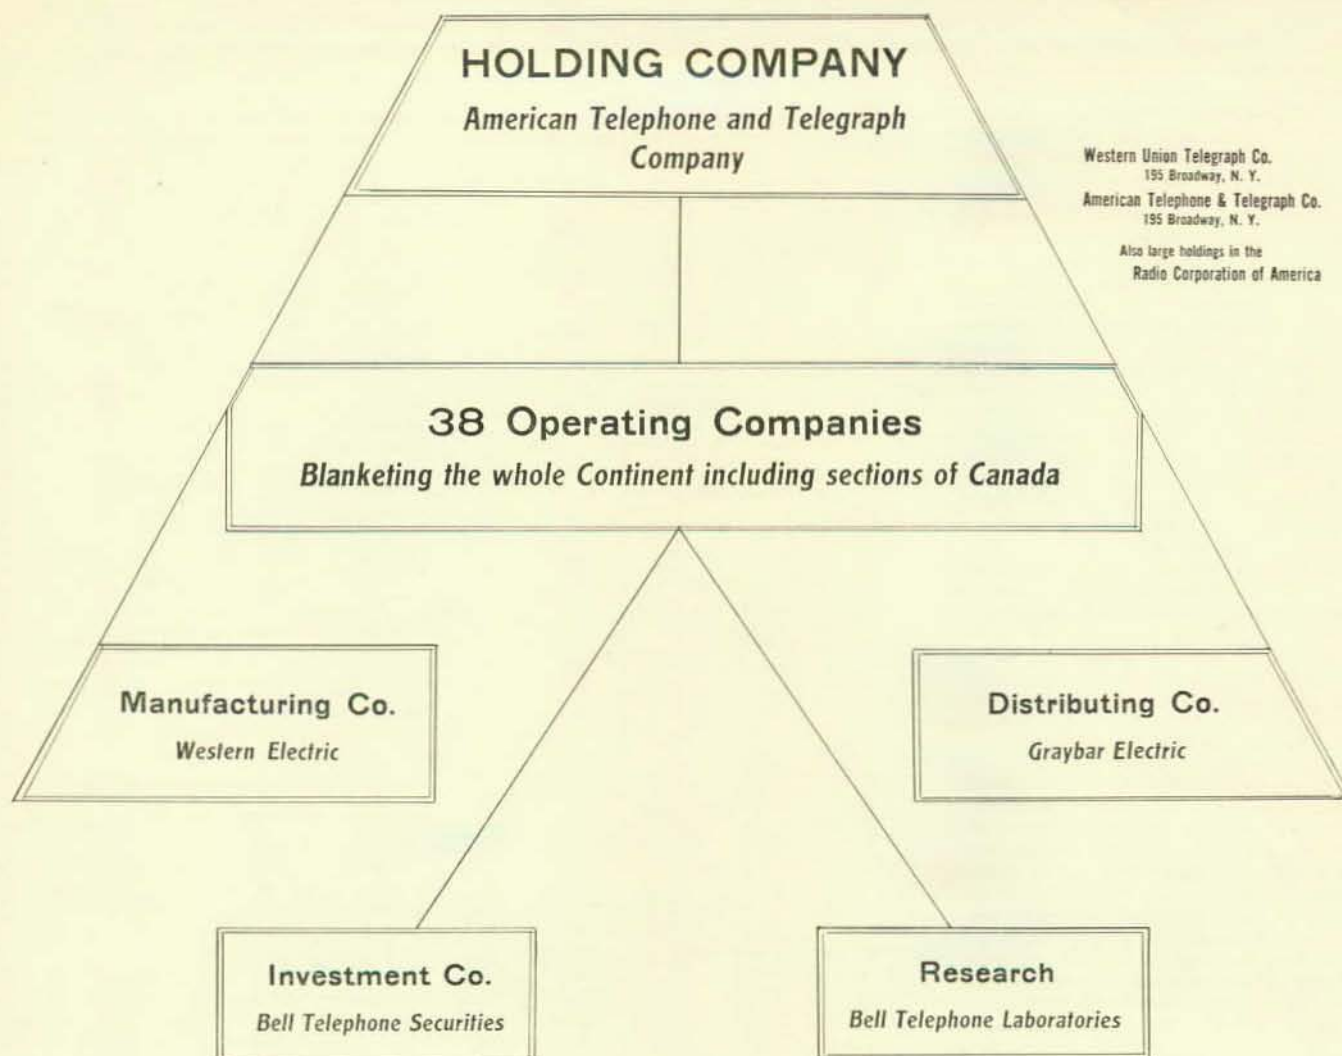 HOLDING COMPANY
American Telephone and Telegraph
Company
Western Union Telegraph Co.
195 Broadway, N. Y.
American Telephone & Telegraph Co.
195 Broadway, N. Y.
Also large holdings in the
Radio Corporation of America
38 Operating Companies
Blanketing the whole Continent including sections of Canada
Manufacturing Co.
Western Electric
Distributing Co.
Graybar Electric
Investment Co.
Bell Telephone Securities
Research
Bell Telephone Laboratories